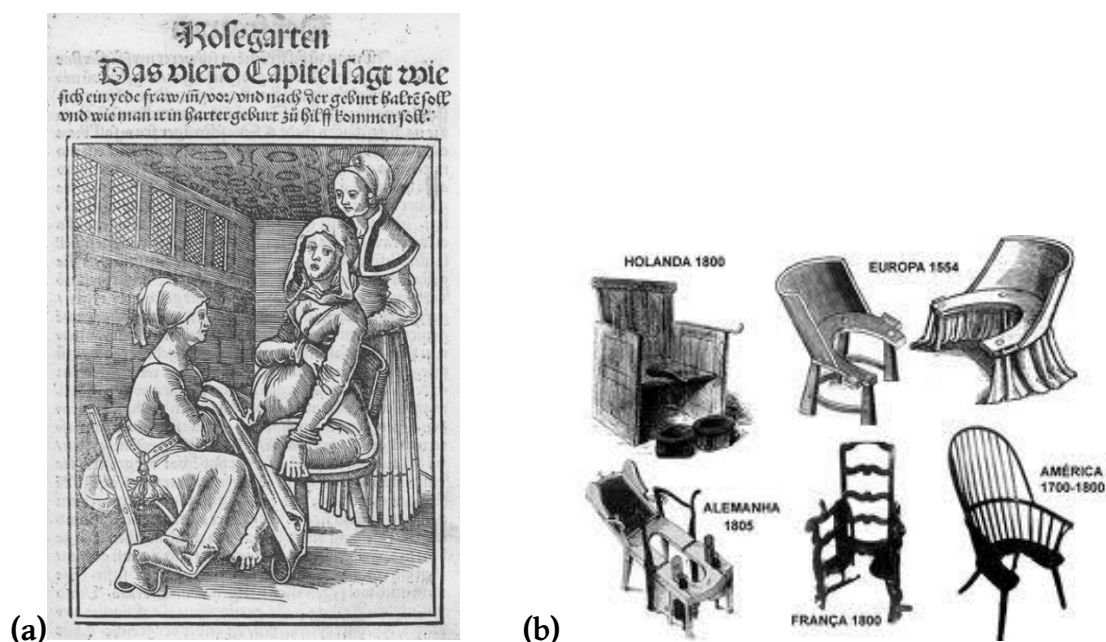 Rosegarten
Das vierd Capitel sagt wie
sich ein yede fraw/in̄/vor/vnd nach der geburt haltē soll
vnd wie man ir in harter geburt zů hilff kommen soll:
(a)
HOLANDA 1800
EUROPA 1554
ALEMANHA
1805
FRANÇA 1800
AMÉRICA
1700-1800
(b)